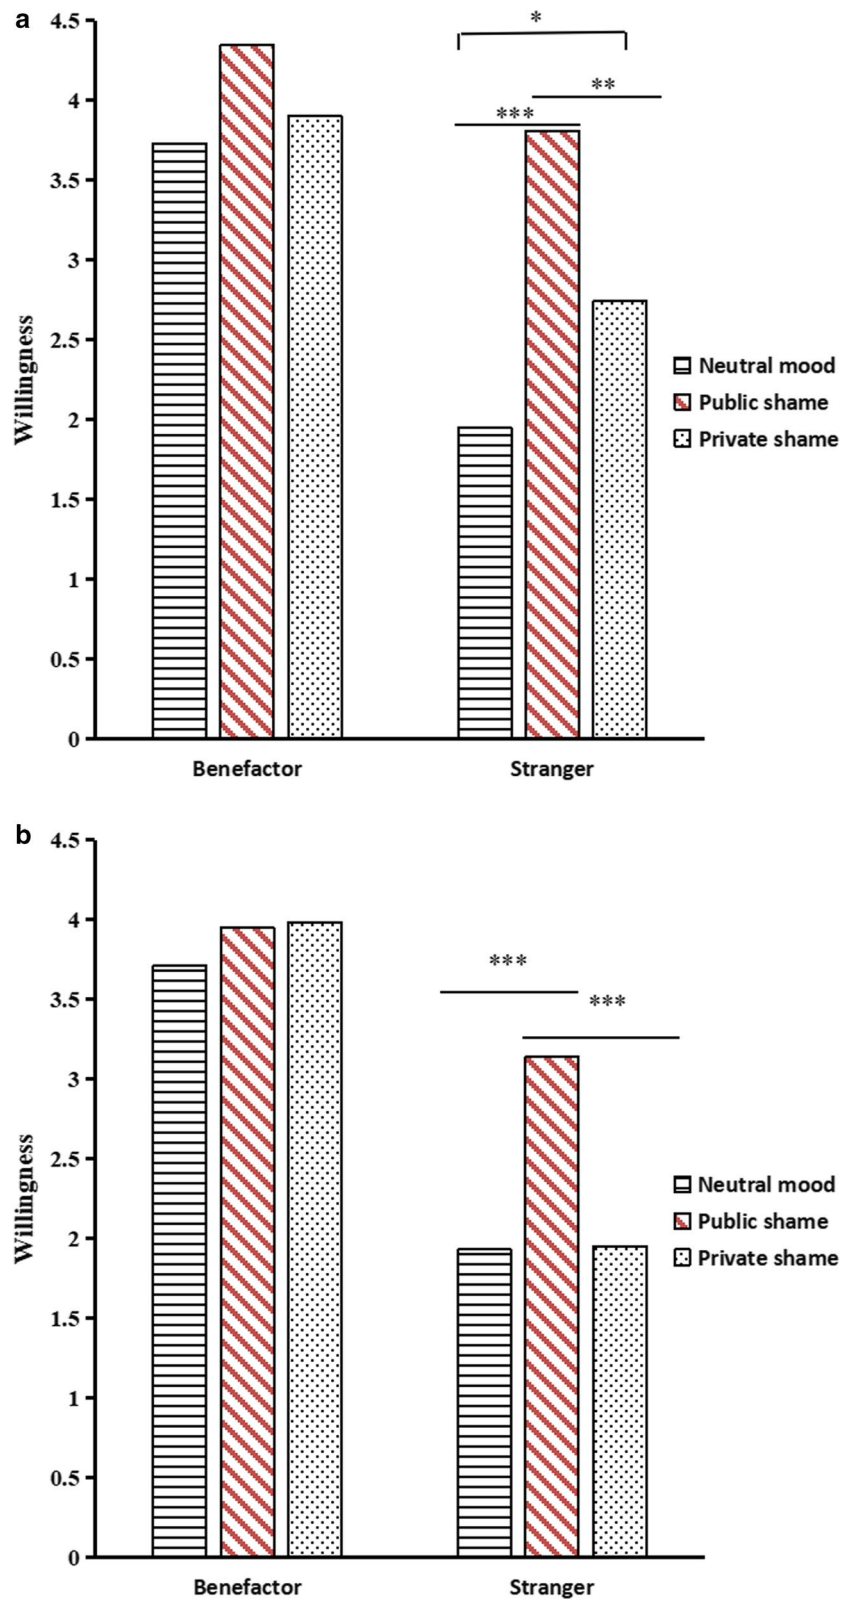 a
4.5
4
3.5
3
2.5
2
1.5
1
0.5
0
Willingness
*
**
***
Neutral mood
Public shame
Private shame
Benefactor
Stranger
b
4.5
4
3.5
3
2.5
2
1.5
1
0.5
0
Willingness
***
***
Neutral mood
Public shame
Private shame
Benefactor
Stranger